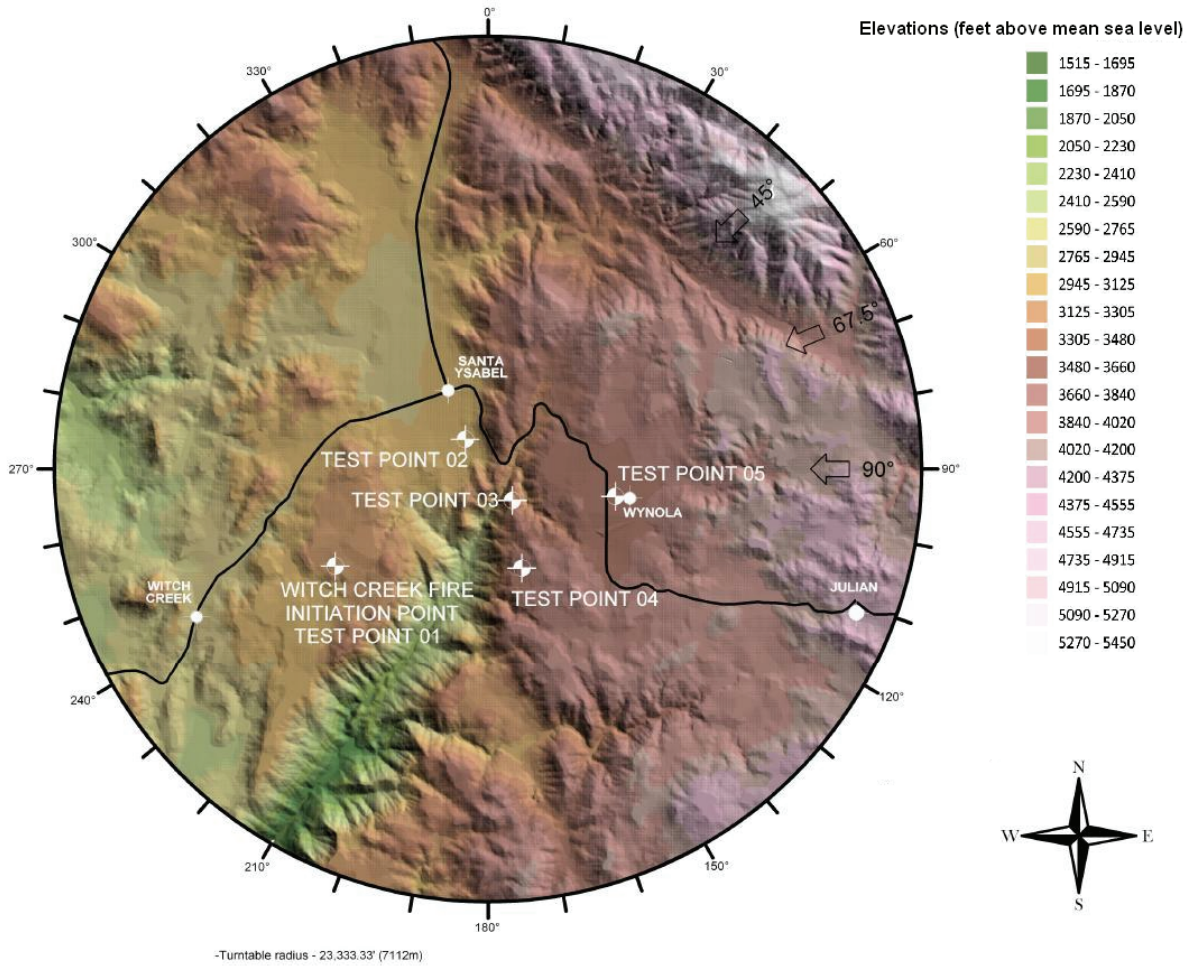 0°
Elevations (feet above mean sea level)
330°
30°
1515 - 1695
1695 - 1870
1870 - 2050
2050 - 2230
2230 - 2410
2410 - 2590
2590 - 2765
2765 - 2945
2945 - 3125
3125 - 3305
3305 - 3480
3480 - 3660
3660 - 3840
3840 - 4020
4020 - 4200
4200 - 4375
4375 - 4555
4555 - 4735
4735 - 4915
4915 - 5090
5090 - 5270
5270 - 5450
45°
300°
60°
67.5°
SANTA
YSABEL
TEST POINT 02
270°
90°
90°
TEST POINT 05
TEST POINT 03
WYNOLA
WITCH
CREEK
WITCH CREEK FIRE
INITIATION POINT
TEST POINT 01
TEST POINT 04
JULIAN
240°
120°
N
W
E
S
210°
150°
180°
-Turntable radius - 23,333.33' (7112m)